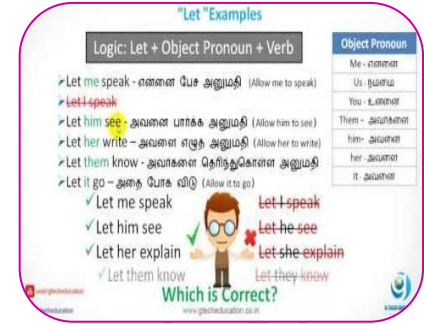 "Let "Examples
Logic: Let + Object Pronoun + Verb
Let me speak - என்னை பேச அனுமதி (Allow me to speak)
Let I speak
Let him see - அவனை பார்க்க அனுமதி (Allow him to see)
Let her write – அவளை எழுத அனுமதி (Allow her to write)
Let them know - அவர்களை தெரிந்துகொள்ள அனுமதி
Let it go – அதை போக விடு (Allow it to go)
Object Pronoun
Me - என்னை
Us - நம்மை
You - உன்னை
Them - அவர்களை
him- அவனை
her - அவளை
It - அவனை
Let me speak
Let him see
Let her explain
Let them know
Let I speak
Let he see
Let she explain
Let they know
Which is Correct?
www.gtecheducation.co.in